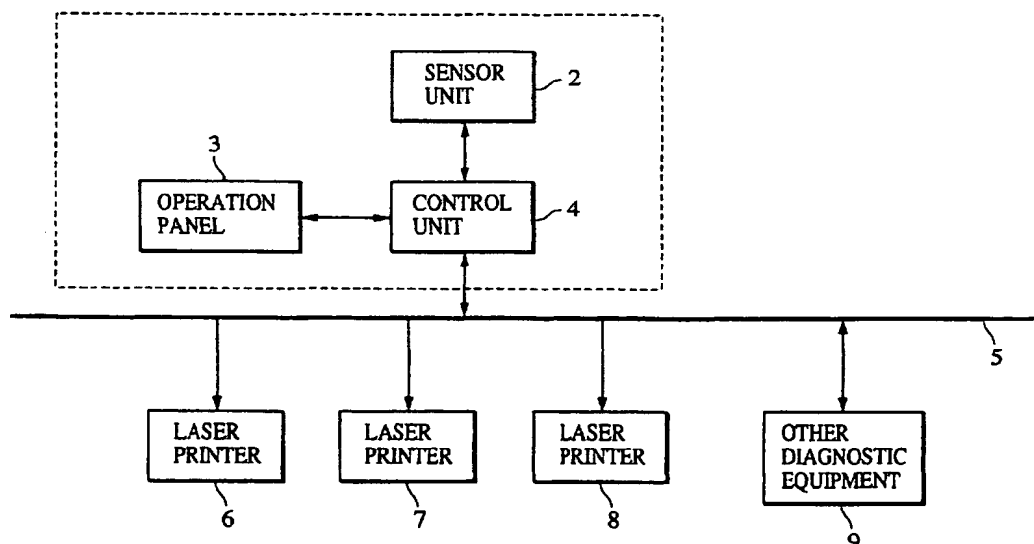 SENSOR
UNIT
2
3
OPERATION
PANEL
CONTROL
UNIT
4
5
LASER
PRINTER
LASER
PRINTER
LASER
PRINTER
OTHER
DIAGNOSTIC
EQUIPMENT
6
7
8
9